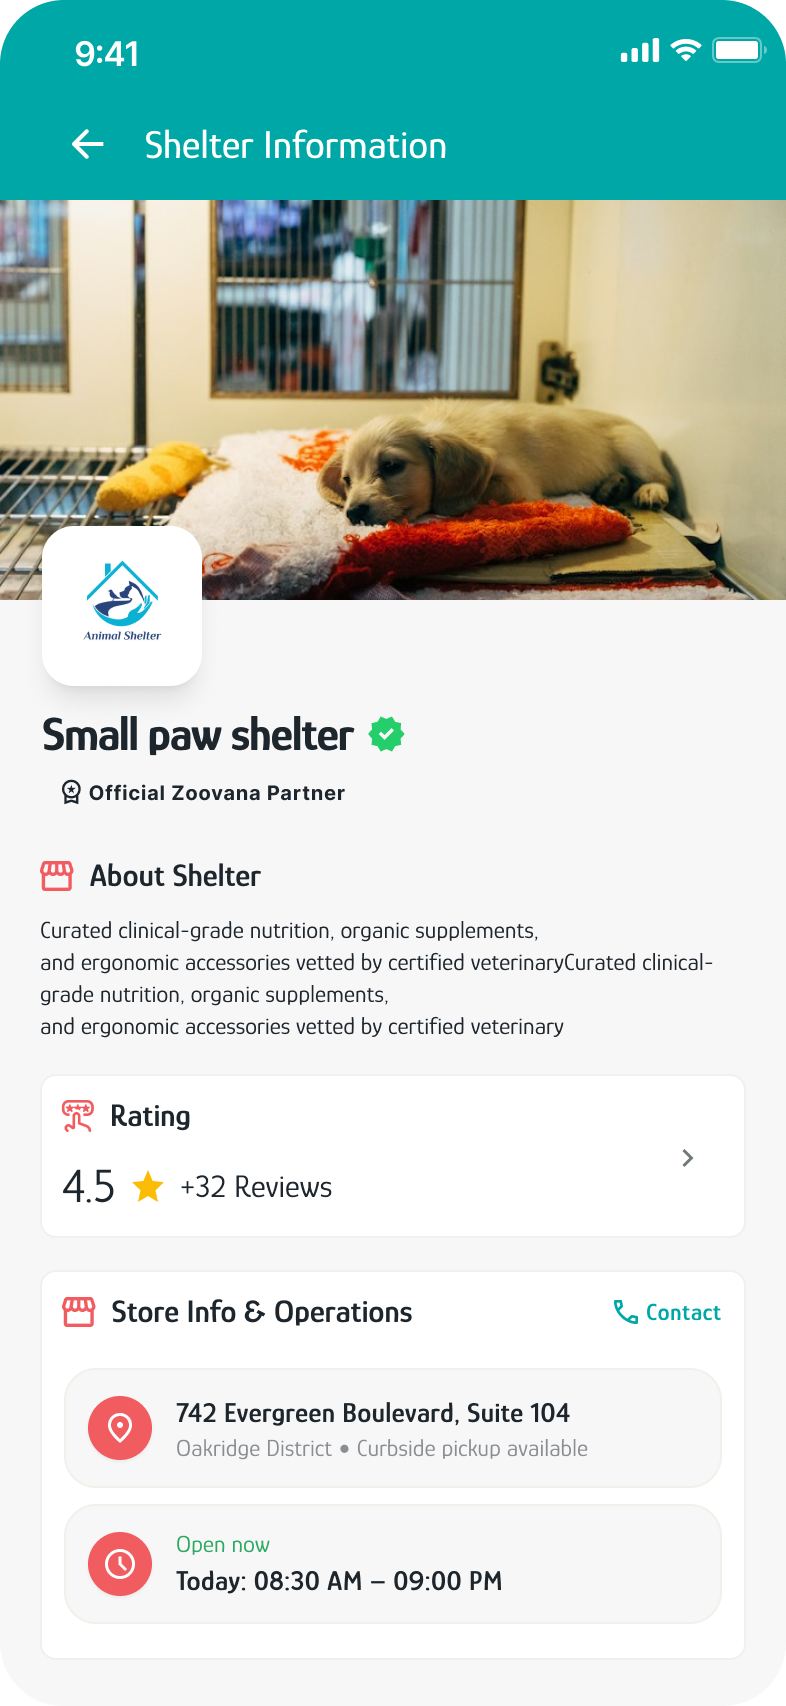 9:41
Shelter Information
Animal Shelter
Small paw shelter
Official Zoovana Partner
About Shelter
Curated clinical-grade nutrition, organic supplements,
and ergonomic accessories vetted by certified veterinaryCurated clinical-
grade nutrition, organic supplements,
and ergonomic accessories vetted by certified veterinary
Rating
4.5 +32 Reviews
Store Info & Operations
Contact
742 Evergreen Boulevard, Suite 104
Oakridge District • Curbside pickup available
Open now
Today: 08:30 AM – 09:00 PM